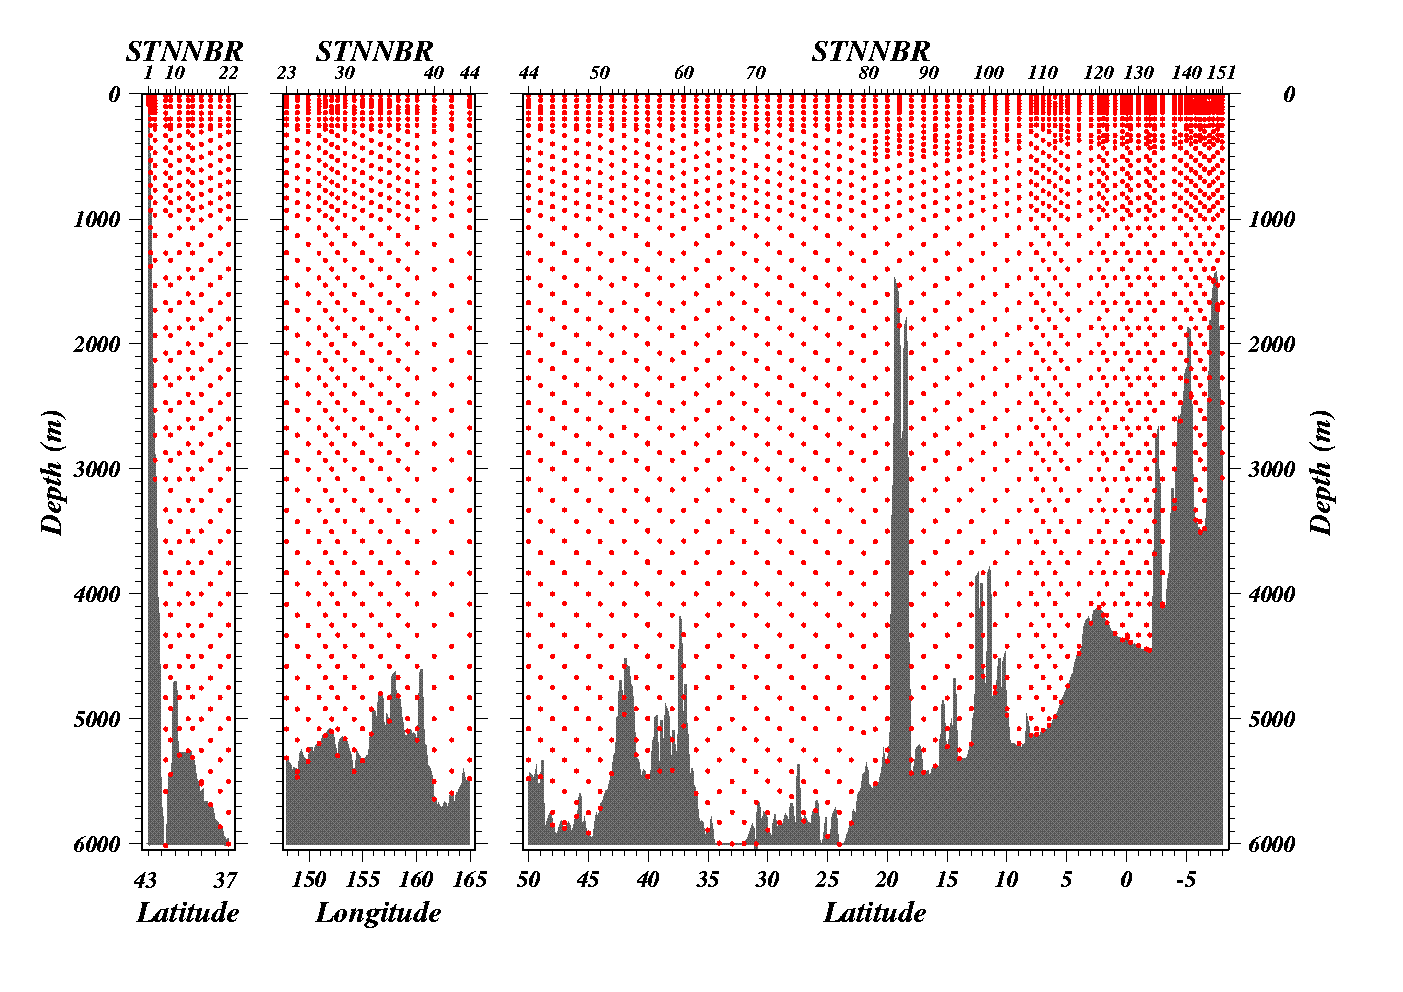 STNNBR STNNBR STNNBR
1 10 22 23 30 40 44 44 50 60 70 80 90 100 110 120 130 140 151
0 0
1000 1000
2000 2000
Depth (m) Depth (m)
3000 3000
4000 4000
5000 5000
6000 6000
43 37 150 155 160 165 50 45 40 35 30 25 20 15 10 5 0 -5
Latitude Longitude Latitude